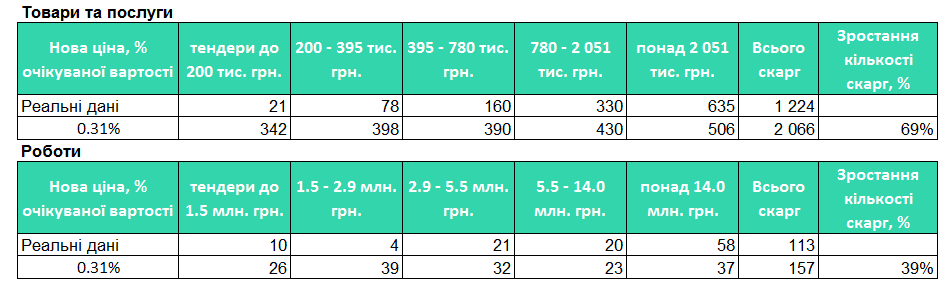 Товари та послуги
Нова ціна, % очікуваної вартості | тендери до 200 тис. грн. | 200 - 395 тис. грн. | 395 - 780 тис. грн. | 780 - 2 051 тис. грн. | понад 2 051 тис. грн. | Всього скарг | Зростання кількості скарг, %
Реальні дані | 21 | 78 | 160 | 330 | 635 | 1 224
0.31% | 342 | 398 | 390 | 430 | 506 | 2 066 | 69%
Роботи
Нова ціна, % очікуваної вартості | тендери до 1.5 млн. грн. | 1.5 - 2.9 млн. грн. | 2.9 - 5.5 млн. грн. | 5.5 - 14.0 млн. грн. | понад 14.0 млн. грн. | Всього скарг | Зростання кількості скарг, %
Реальні дані | 10 | 4 | 21 | 20 | 58 | 113
0.31% | 26 | 39 | 32 | 23 | 37 | 157 | 39%